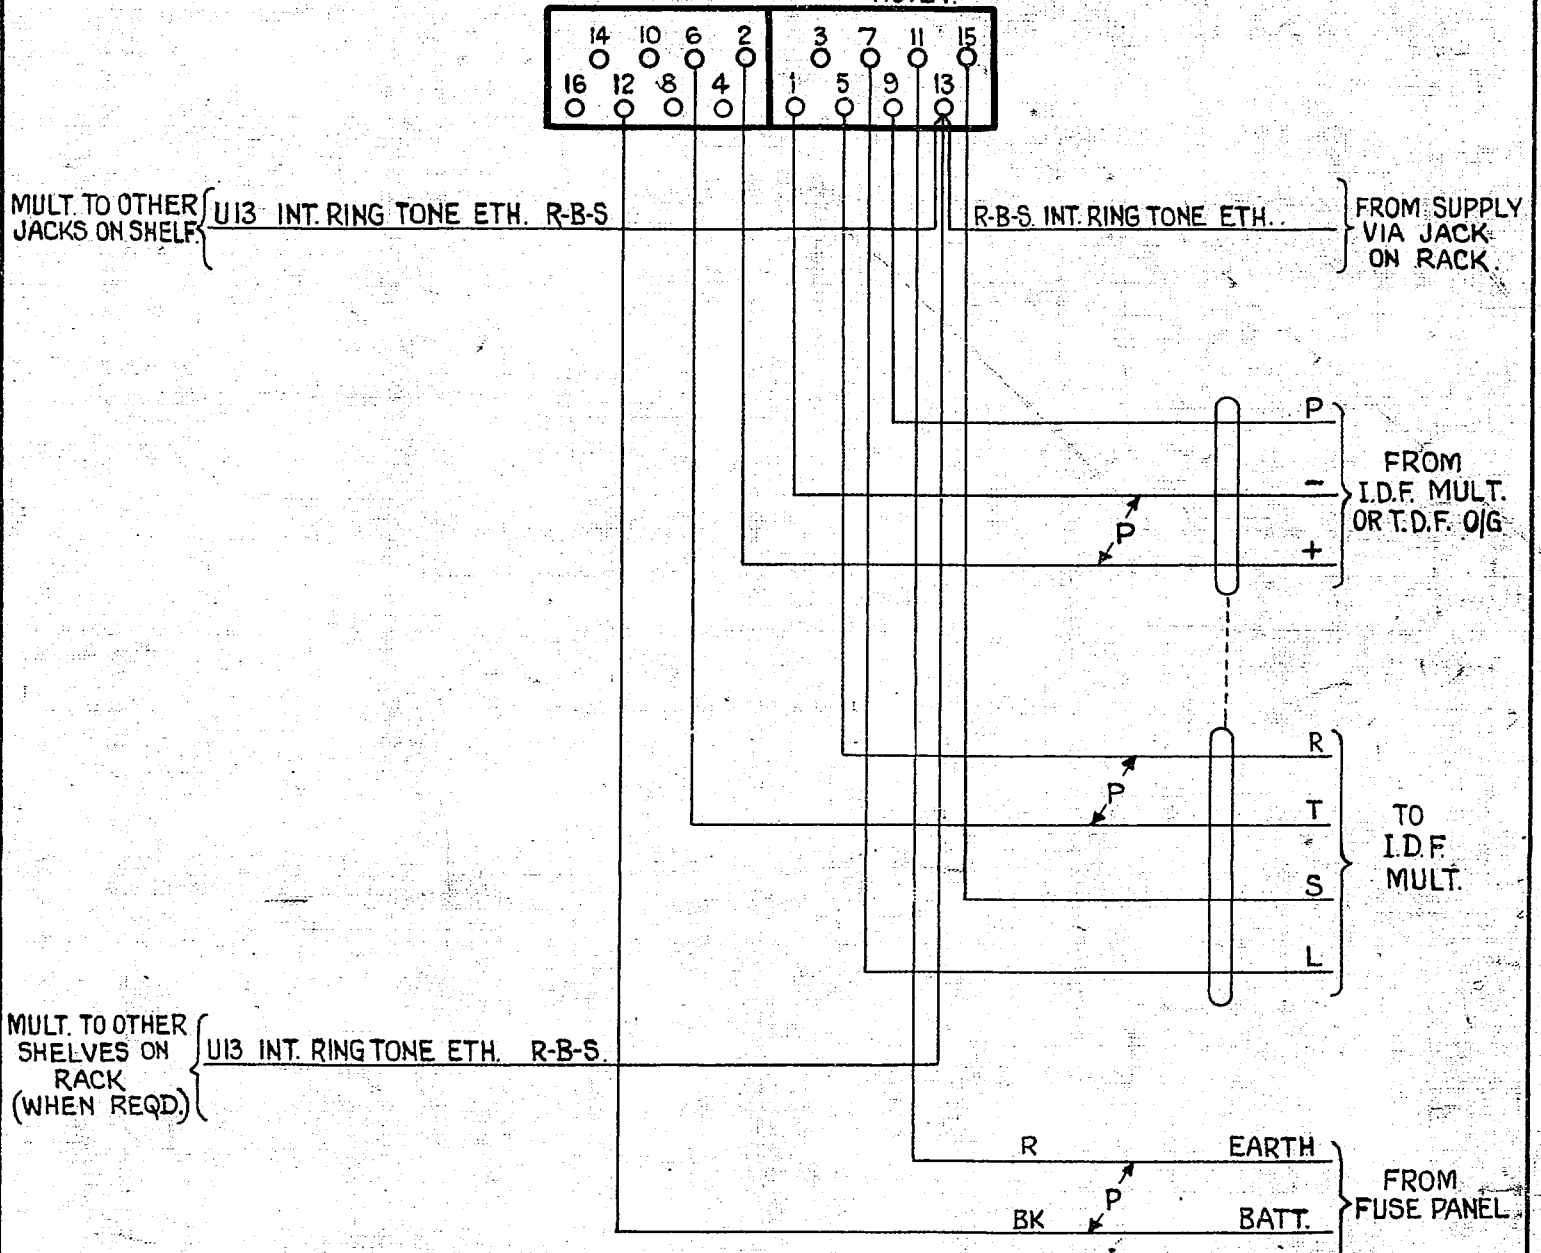 14 10 6 2 3 7 11 15
16 12 8 4 1 5 9 13
MULT. TO OTHER
JACKS ON SHELF.
U13 INT. RING TONE ETH. R-B-S
R-B-S. INT. RING TONE ETH..
FROM SUPPLY
VIA JACK
ON RACK.
P
-
P
+
FROM
I.D.F. MULT.
OR T.D.F. O/G
R
P
T
S
L
TO
I.D.F.
MULT.
MULT. TO OTHER
SHELVES ON
RACK
(WHEN REQD.)
U13 INT. RING TONE ETH. R-B-S.
R EARTH
P
BK BATT.
FROM
FUSE PANEL